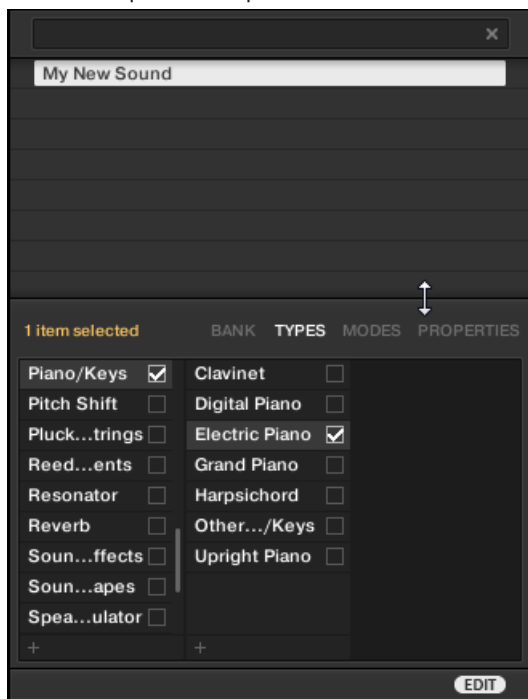 My New Sound
1 item selected
BANK TYPES MODES PROPERTIES
Piano/Keys Clavinet
Pitch Shift Digital Piano
Pluck...trings Electric Piano
Reed...ents Grand Piano
Resonator Harpsichord
Reverb Other.../Keys
Soun...ffects Upright Piano
Soun...apes
Spea...ulator
+ +
EDIT